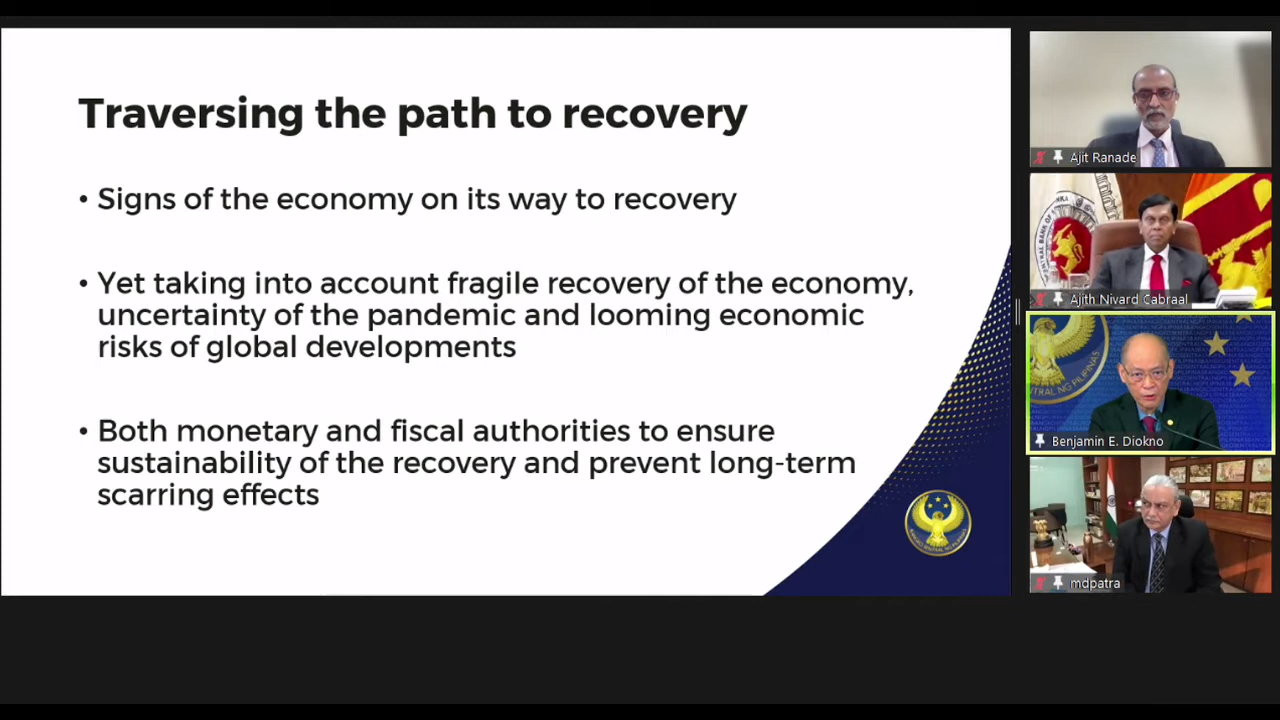 Traversing the path to recovery
• Signs of the economy on its way to recovery
• Yet taking into account fragile recovery of the economy,
uncertainty of the pandemic and looming economic
risks of global developments
• Both monetary and fiscal authorities to ensure
sustainability of the recovery and prevent long-term
scarring effects
Ajit Ranade
Ajith Nivard Cabraal
Benjamin E. Diokno
mdpatra